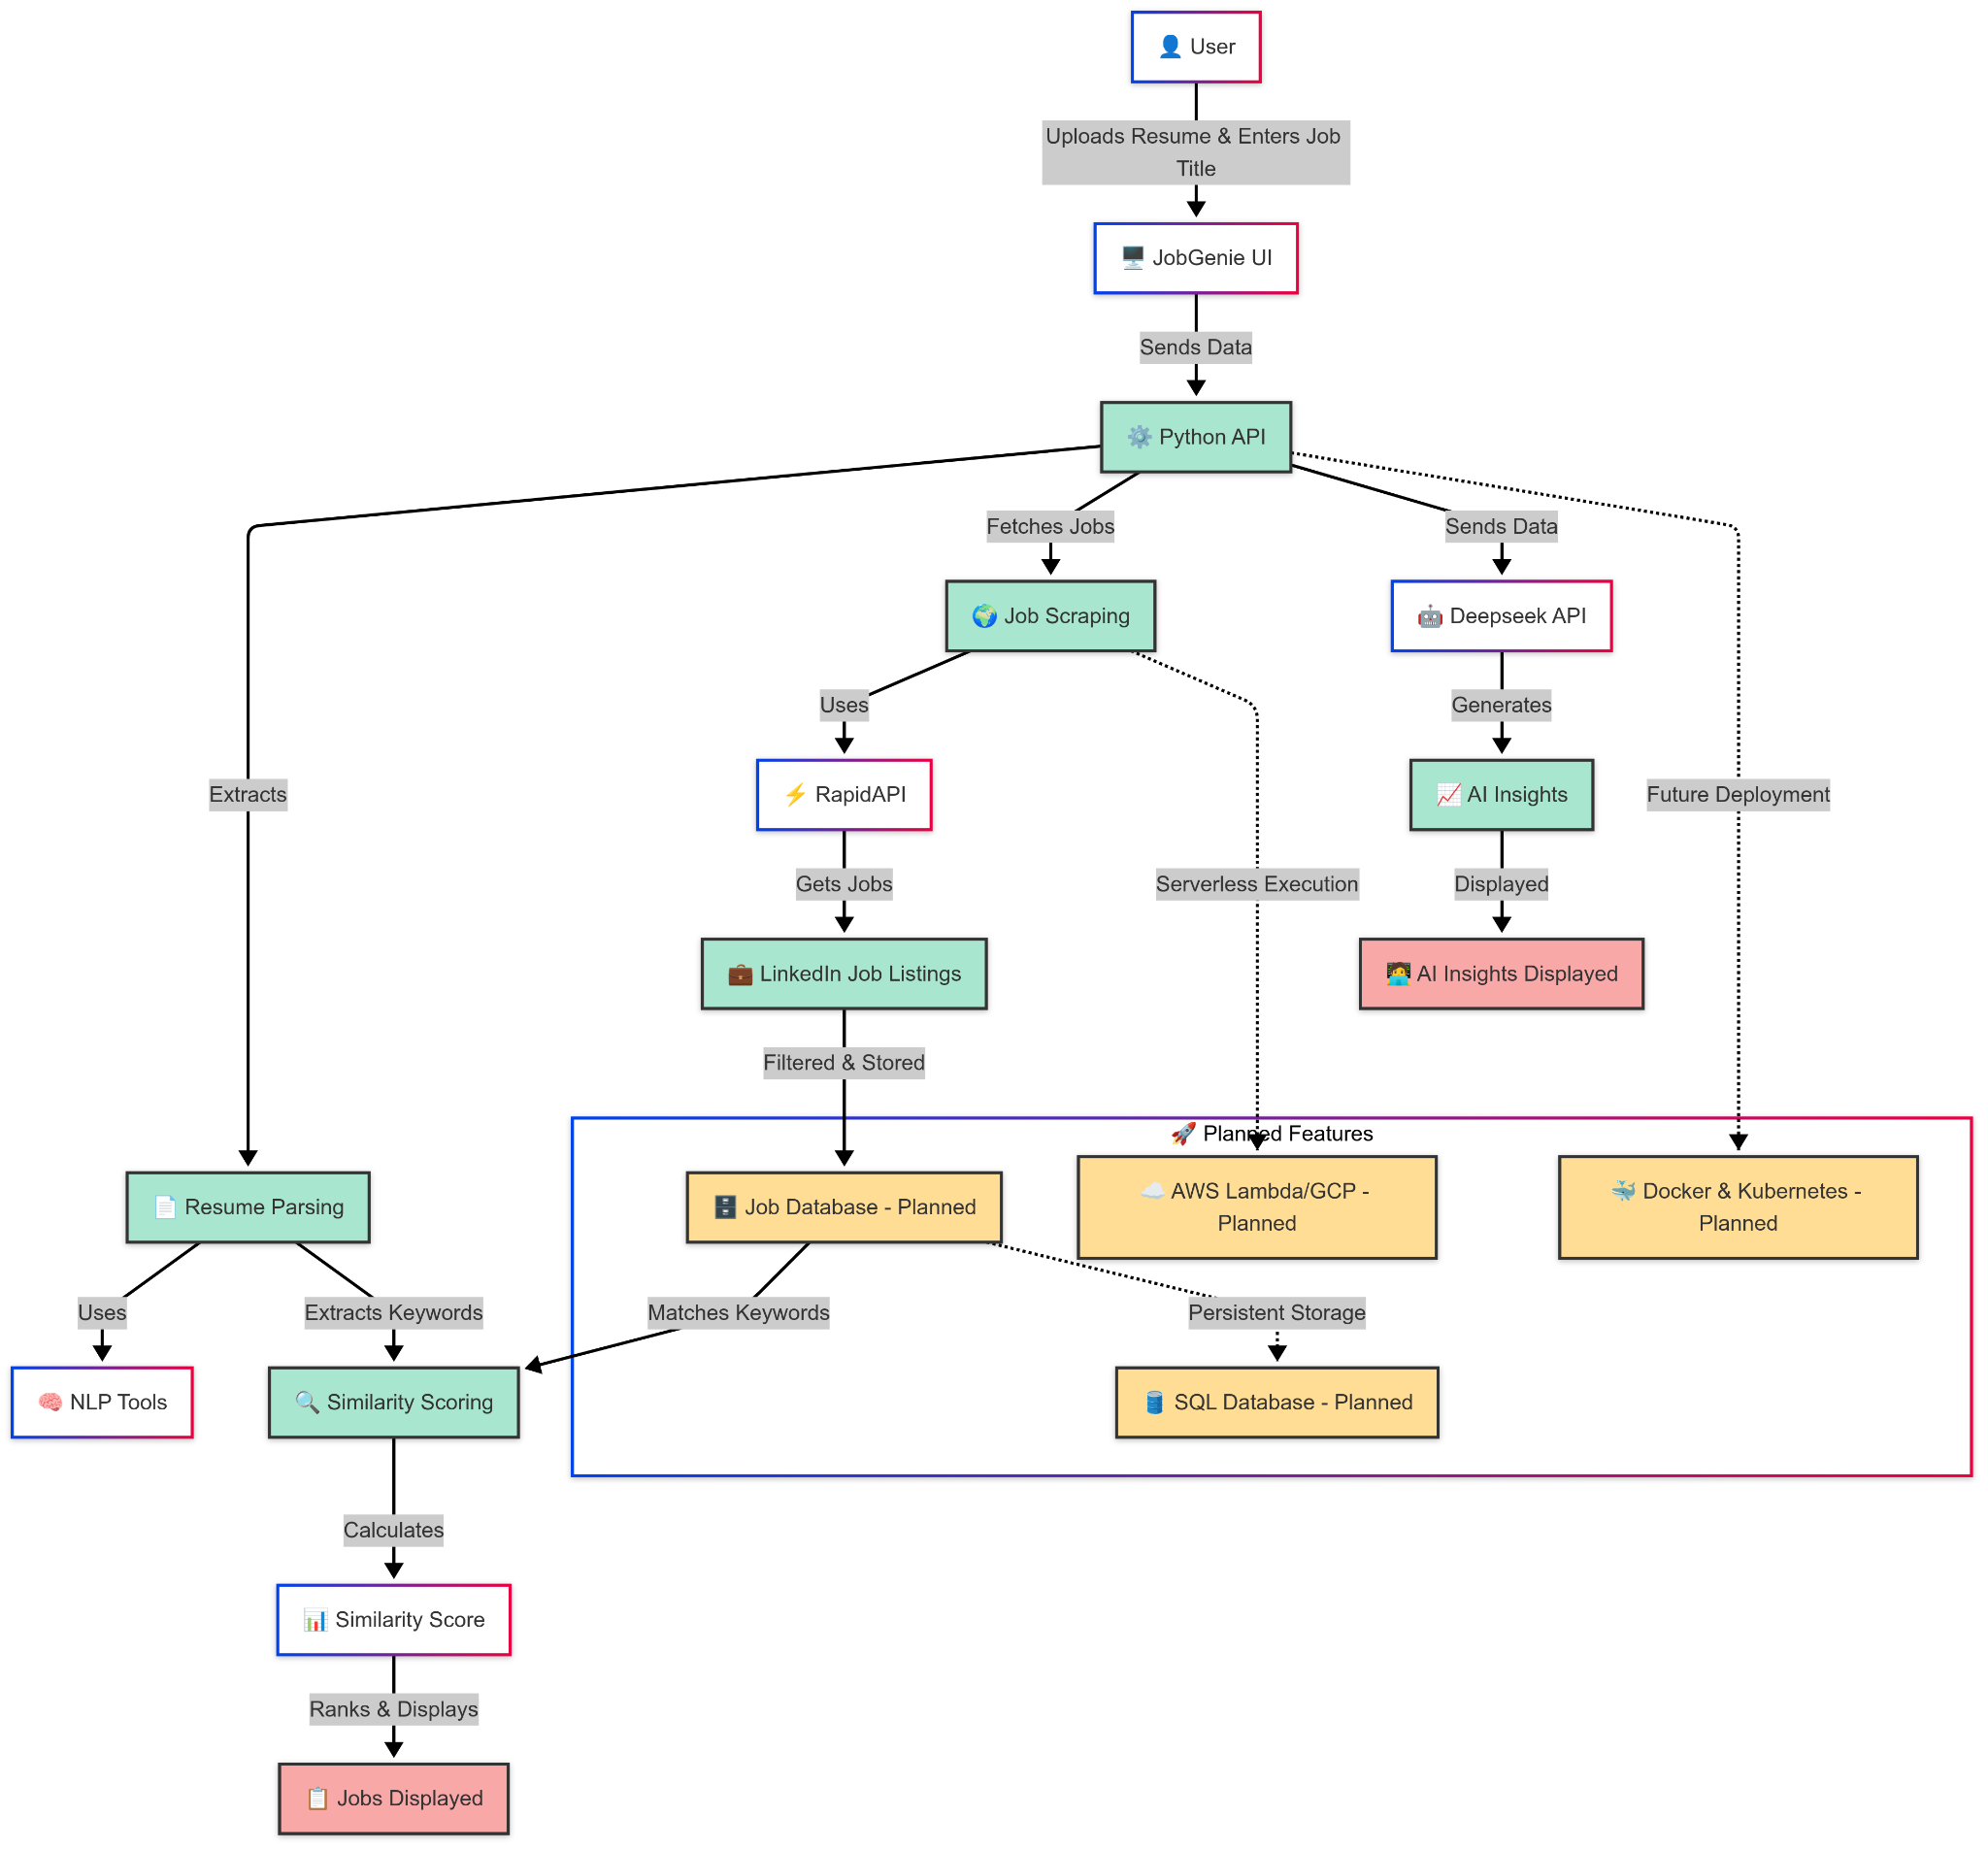 👤 User
Uploads Resume & Enters Job
Title
🖥️ JobGenie UI
Sends Data
⚙️ Python API
Fetches Jobs
Sends Data
🌍 Job Scraping
🤖 Deepseek API
Uses
Generates
Extracts
⚡ RapidAPI
📈 AI Insights
Future Deployment
Gets Jobs
Serverless Execution
Displayed
💼 LinkedIn Job Listings
🧑‍💻 AI Insights Displayed
Filtered & Stored
🚀 Planned Features
📄 Resume Parsing
🗄️ Job Database - Planned
☁️ AWS Lambda/GCP -
Planned
🐳 Docker & Kubernetes -
Planned
Uses
Extracts Keywords
Matches Keywords
Persistent Storage
🧠 NLP Tools
🔍 Similarity Scoring
🛢️ SQL Database - Planned
Calculates
📊 Similarity Score
Ranks & Displays
📋 Jobs Displayed